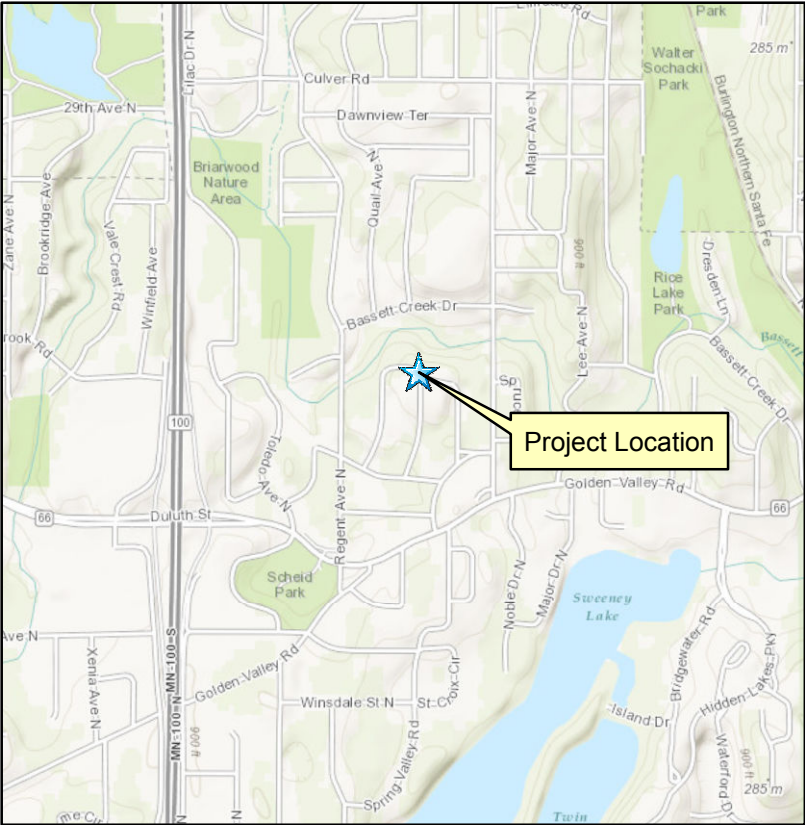 Park
Lilac Dr N
Walter
Sochacki
Park
285 m
Culver Rd
29th Ave N
Dawnview Ter
Major Ave N
Burlington Northern Santa Fe
Briarwood
Nature
Area
Quail Ave N
Zane Ave N
Brookridge Ave
Vale Crest Rd
Winfield Ave
900 ft
Dresden Ln
Rice
Lake
Park
Bassett Creek Dr
Lee Ave N
rook Rd
Bassett
Bassett Creek Dr
100
Project Location
Toledo Ave N
Regent Ave N
Golden Valley Rd
66
Duluth St
66
Scheid
Park
Noble Dr N
Major Dr N
Sweeney
Lake
Ave N
Xenia Ave N
MN-100-N MN-100-S
Golden Valley Rd
Winsdale St N
St Croix Cir
Bridgewater Rd
Hidden Lakes Pky
Island Dr
900 ft
Spring Valley Rd
Waterford Dr
900 ft
285 m
me Cir
N
N
Twin